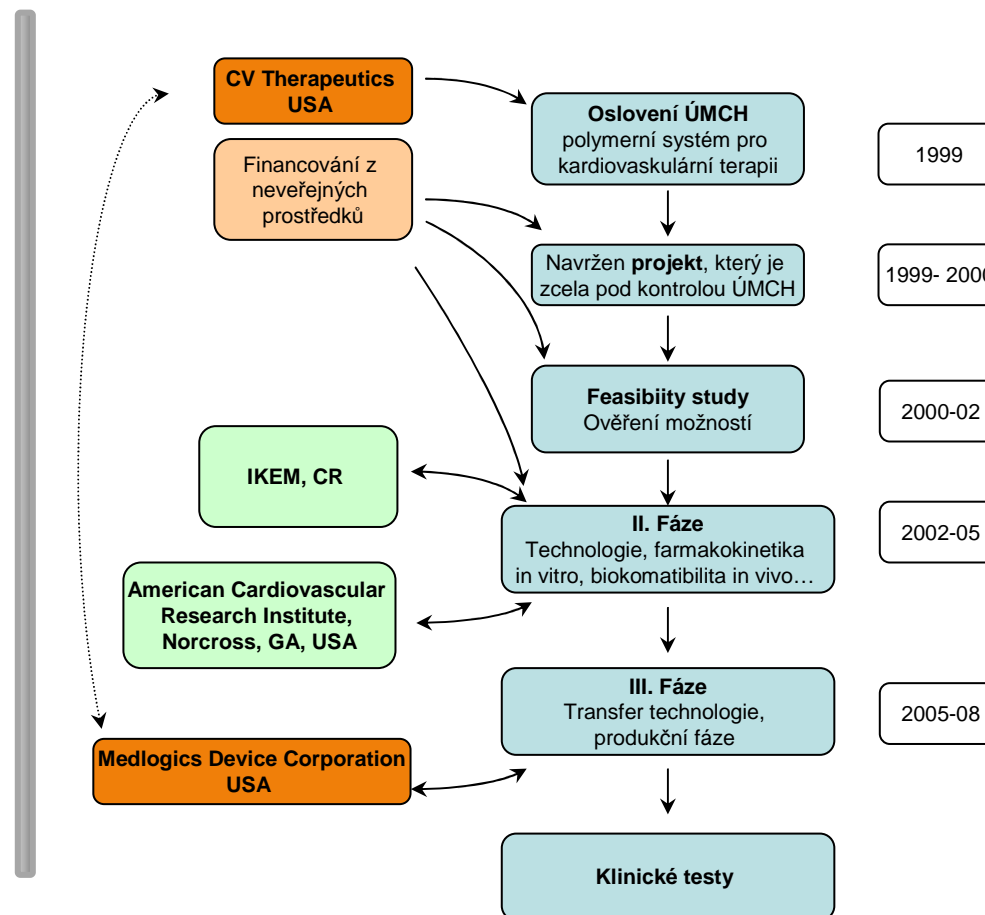 CV Therapeutics
USA
Oslovení ÚMCH
polymerní systém pro
kardiovaskulární terapii
1999
Financování z
neveřejných
prostředků
Navržen projekt, který je
zcela pod kontolou ÚMCH
1999- 200
Feasibiity study
Ověření možností
2000-02
IKEM, CR
II. Fáze
Technologie, farmakokinetika
in vitro, biokomatibilita in vivo…
2002-05
American Cardiovascular
Research Institute,
Norcross, GA, USA
III. Fáze
Transfer technologie,
produkční fáze
2005-08
Medlogics Device Corporation
USA
Klinické testy